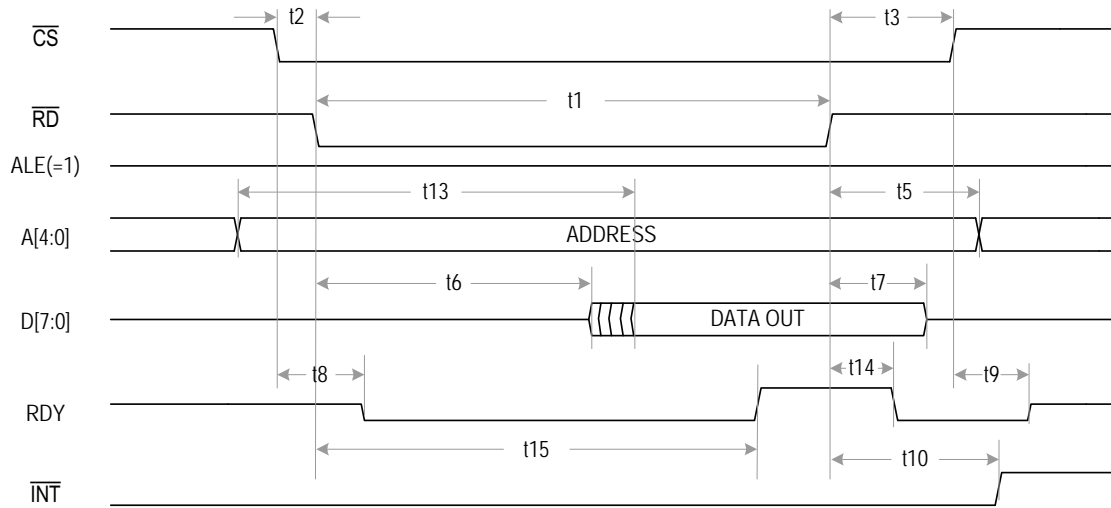 t2
t3
CS
t1
RD
ALE(=1)
t13
t5
A[4:0]
ADDRESS
t6
t7
D[7:0]
DATA OUT
t8
t14
t9
RDY
t15
t10
INT